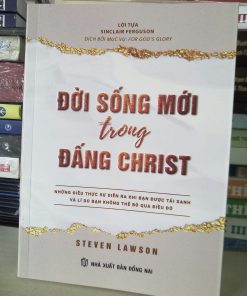 LỜI TỰA
SINCLAIR FERGUSON
DỊCH BỞI MỤC VỤ: FOR GOD'S GLORY
ĐỜI SỐNG MỚI
trong
ĐẤNG CHRIST
NHỮNG ĐIỀU THỰC SỰ DIỄN RA KHI BẠN ĐƯỢC TÁI SANH
VÀ LÍ DO BẠN KHÔNG THỂ BỎ QUA ĐIỀU ĐÓ
STEVEN LAWSON
NHÀ XUẤT BẢN ĐỒNG NAI